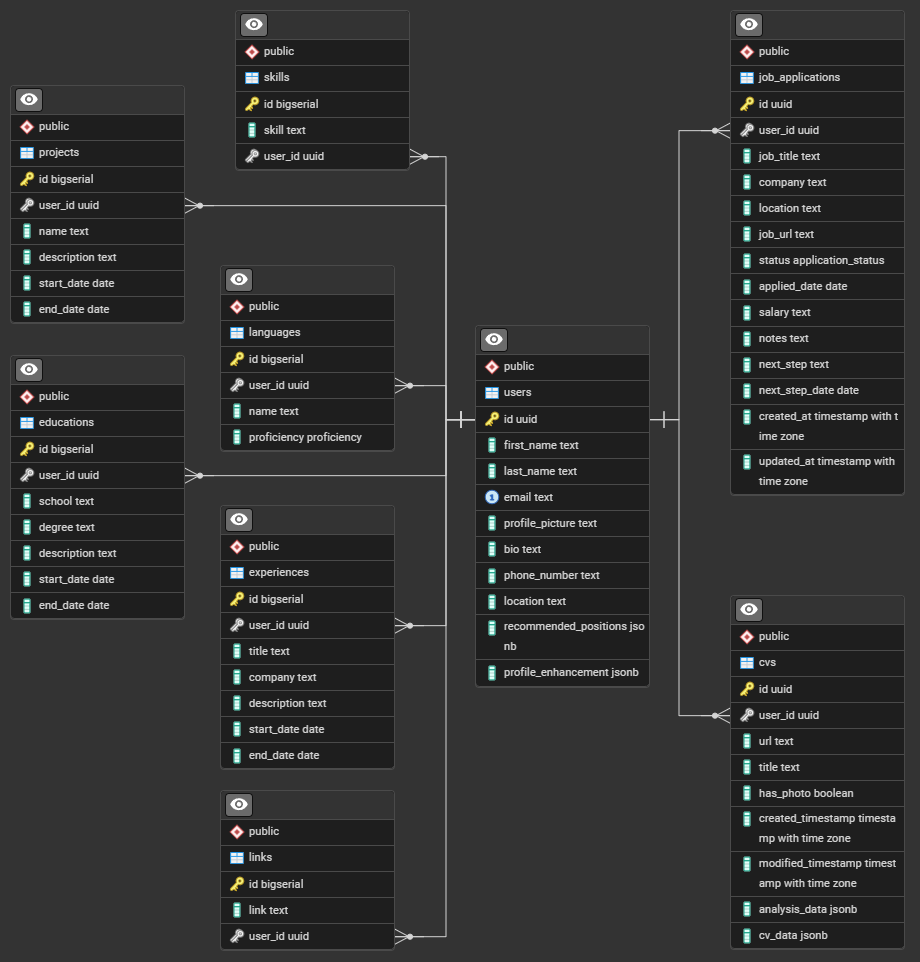 public
skills
id bigserial
skill text
user_id uuid
public
projects
id bigserial
user_id uuid
name text
description text
start_date date
end_date date
public
languages
id bigserial
user_id uuid
name text
proficiency proficiency
public
educations
id bigserial
user_id uuid
school text
degree text
description text
start_date date
end_date date
public
experiences
id bigserial
user_id uuid
title text
company text
description text
start_date date
end_date date
public
links
id bigserial
link text
user_id uuid
public
users
id uuid
first_name text
last_name text
1 email text
profile_picture text
bio text
phone_number text
location text
recommended_positions jso
nb
profile_enhancement jsonb
public
job_applications
id uuid
user_id uuid
job_title text
company text
location text
job_url text
status application_status
applied_date date
salary text
notes text
next_step text
next_step_date date
created_at timestamp with t
ime zone
updated_at timestamp with
time zone
public
cvs
id uuid
user_id uuid
url text
title text
has_photo boolean
created_timestamp timesta
mp with time zone
modified_timestamp timest
amp with time zone
analysis_data jsonb
cv_data jsonb